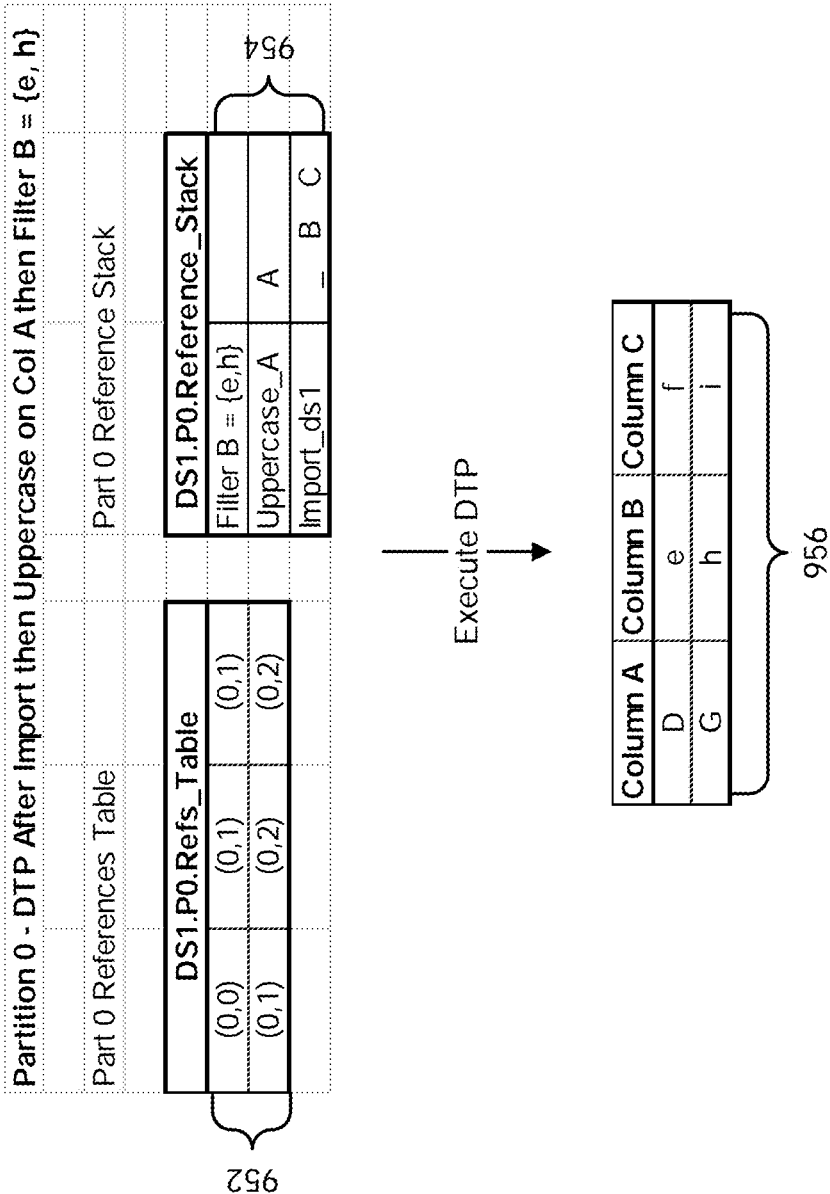 Partition 0 - DTP After Import then Uppercase on Col A then Filter B = {e, h}
Part 0 References Table
Part 0 Reference Stack
DS1.P0.Refs_Table
(0,0) (0,1) (0,1)
(0,1) (0,2) (0,2)
952
DS1.P0.Reference_Stack
Filter B = {e,h}
Uppercase_A A
Import_ds1 _ B C
954
Execute DTP
Column A Column B Column C
D e f
G h i
956